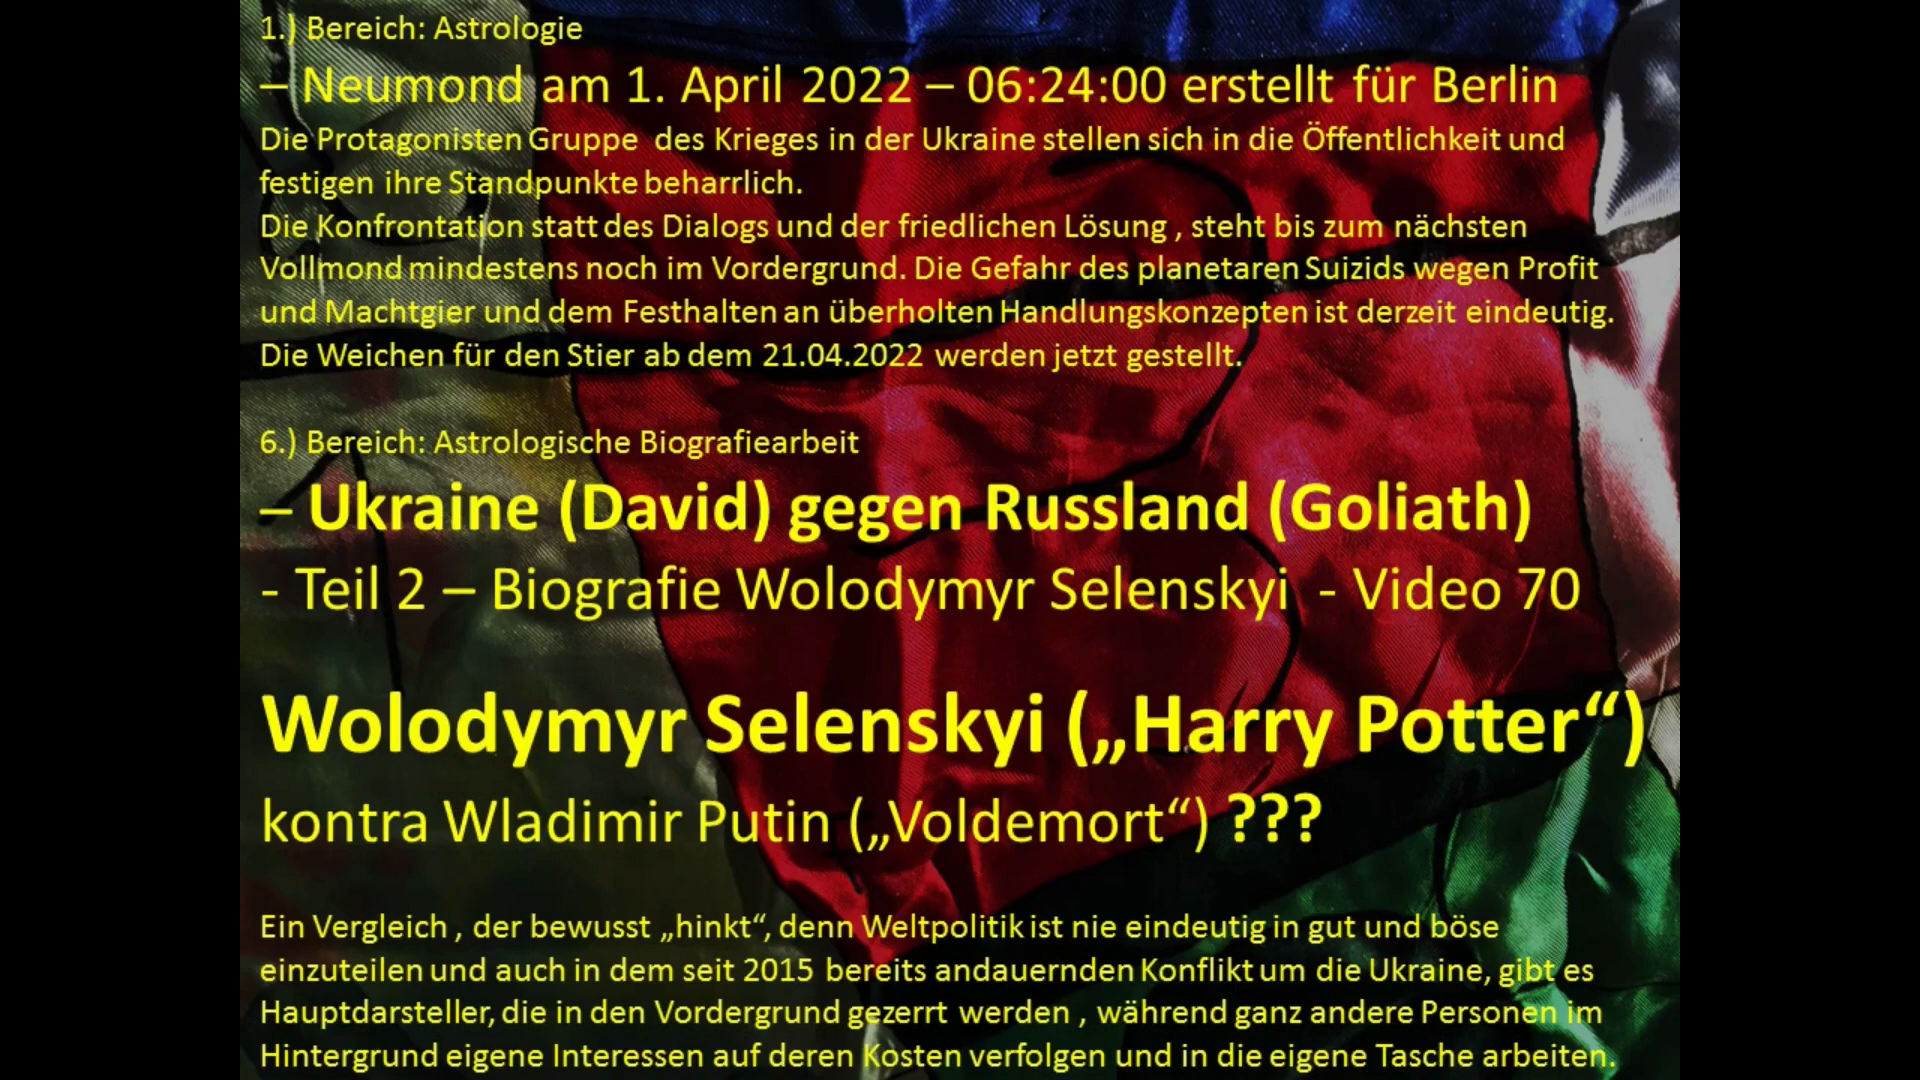 1.) Bereich: Astrologie
– Neumond am 1. April 2022 – 06:24:00 erstellt für Berlin
Die Protagonisten Gruppe des Krieges in der Ukraine stellen sich in die Öffentlichkeit und
festigen ihre Standpunkte beharrlich.
Die Konfrontation statt des Dialogs und der friedlichen Lösung , steht bis zum nächsten
Vollmond mindestens noch im Vordergrund. Die Gefahr des planetaren Suizids wegen Profit
und Machtgier und dem Festhalten an überholten Handlungskonzepten ist derzeit eindeutig.
Die Weichen für den Stier ab dem 21.04.2022 werden jetzt gestellt.
6.) Bereich: Astrologische Biografiearbeit
– Ukraine (David) gegen Russland (Goliath)
- Teil 2 – Biografie Wolodymyr Selenskyi - Video 70
Wolodymyr Selenskyi („Harry Potter“)
kontra Wladimir Putin („Voldemort“) ???
Ein Vergleich , der bewusst „hinkt“, denn Weltpolitik ist nie eindeutig in gut und böse
einzuteilen und auch in dem seit 2015 bereits andauernden Konflikt um die Ukraine, gibt es
Hauptdarsteller, die in den Vordergrund gezerrt werden , während ganz andere Personen im
Hintergrund eigene Interessen auf deren Kosten verfolgen und in die eigene Tasche arbeiten.